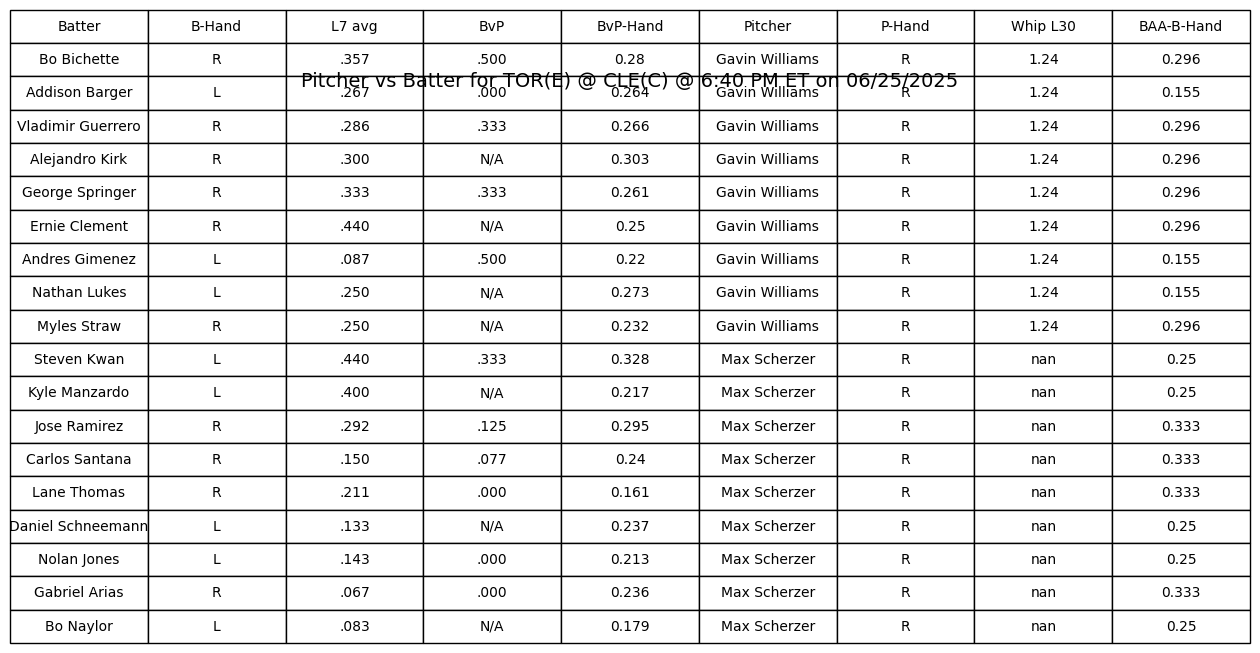 Batter B-Hand L7 avg BvP BvP-Hand Pitcher P-Hand Whip L30 BAA-B-Hand
Bo Bichette R .357 .500 0.28 Gavin Williams R 1.24 0.296
Pitcher vs Batter for TOR(E) @ CLE(C) @ 6:40 PM ET on 06/25/2025
Addison Barger L .267 .000 0.264 Gavin Williams R 1.24 0.155
Vladimir Guerrero R .286 .333 0.266 Gavin Williams R 1.24 0.296
Alejandro Kirk R .300 N/A 0.303 Gavin Williams R 1.24 0.296
George Springer R .333 .333 0.261 Gavin Williams R 1.24 0.296
Ernie Clement R .440 N/A 0.25 Gavin Williams R 1.24 0.296
Andres Gimenez L .087 .500 0.22 Gavin Williams R 1.24 0.155
Nathan Lukes L .250 N/A 0.273 Gavin Williams R 1.24 0.155
Myles Straw R .250 N/A 0.232 Gavin Williams R 1.24 0.296
Steven Kwan L .440 .333 0.328 Max Scherzer R nan 0.25
Kyle Manzardo L .400 N/A 0.217 Max Scherzer R nan 0.25
Jose Ramirez R .292 .125 0.295 Max Scherzer R nan 0.333
Carlos Santana R .150 .077 0.24 Max Scherzer R nan 0.333
Lane Thomas R .211 .000 0.161 Max Scherzer R nan 0.333
Daniel Schneemann L .133 N/A 0.237 Max Scherzer R nan 0.25
Nolan Jones L .143 .000 0.213 Max Scherzer R nan 0.25
Gabriel Arias R .067 .000 0.236 Max Scherzer R nan 0.333
Bo Naylor L .083 N/A 0.179 Max Scherzer R nan 0.25